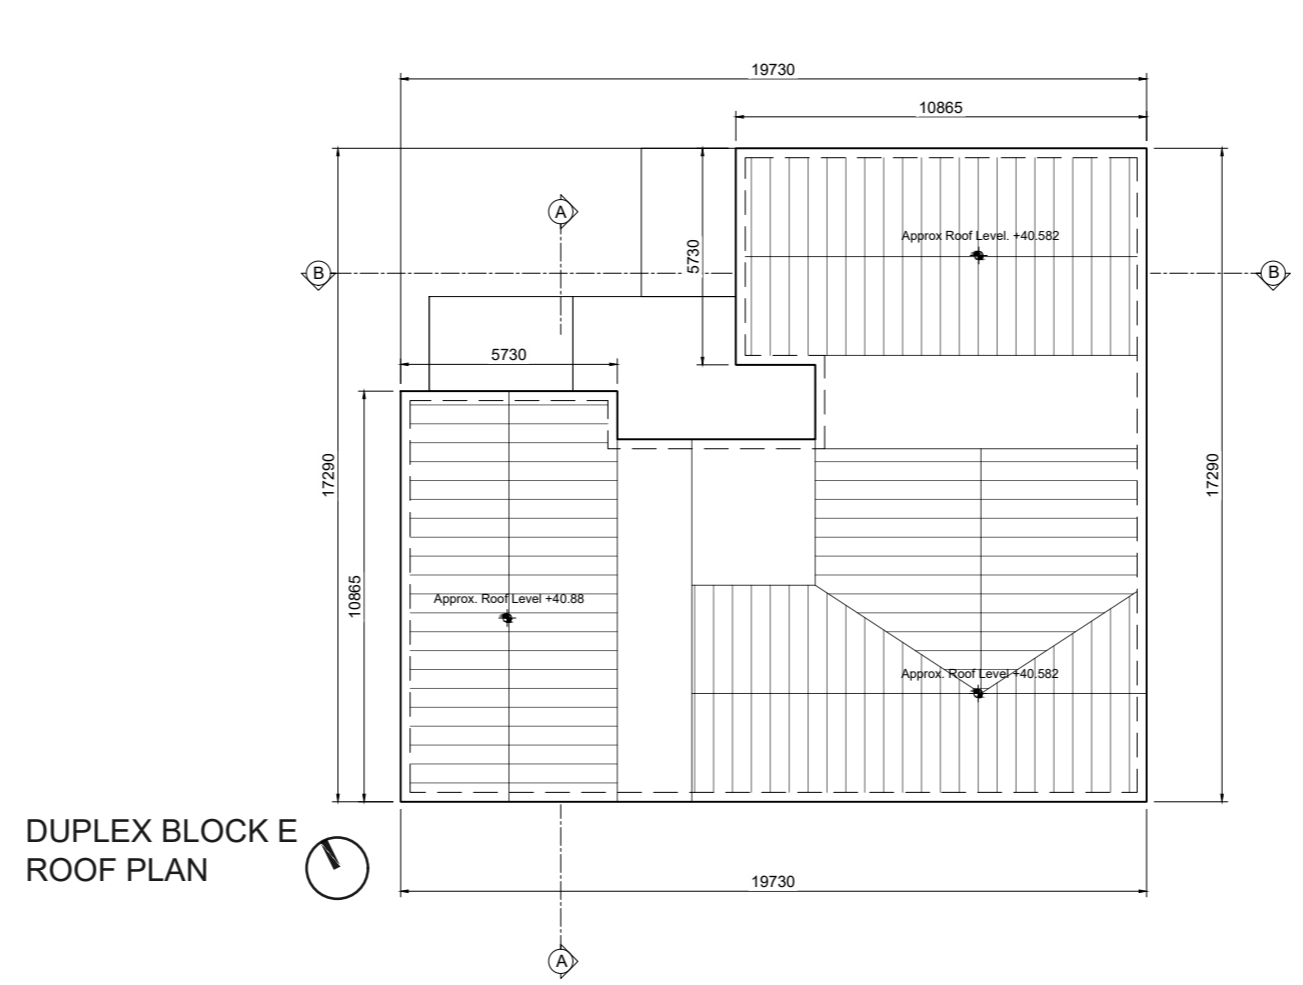 19730
10865
A
5730
Approx Roof Level. +40.582
B
B
5730
17290
17290
10865
Approx. Roof Level +40.88
Approx. Roof Level +40.582
DUPLEX BLOCK E
ROOF PLAN
19730
A